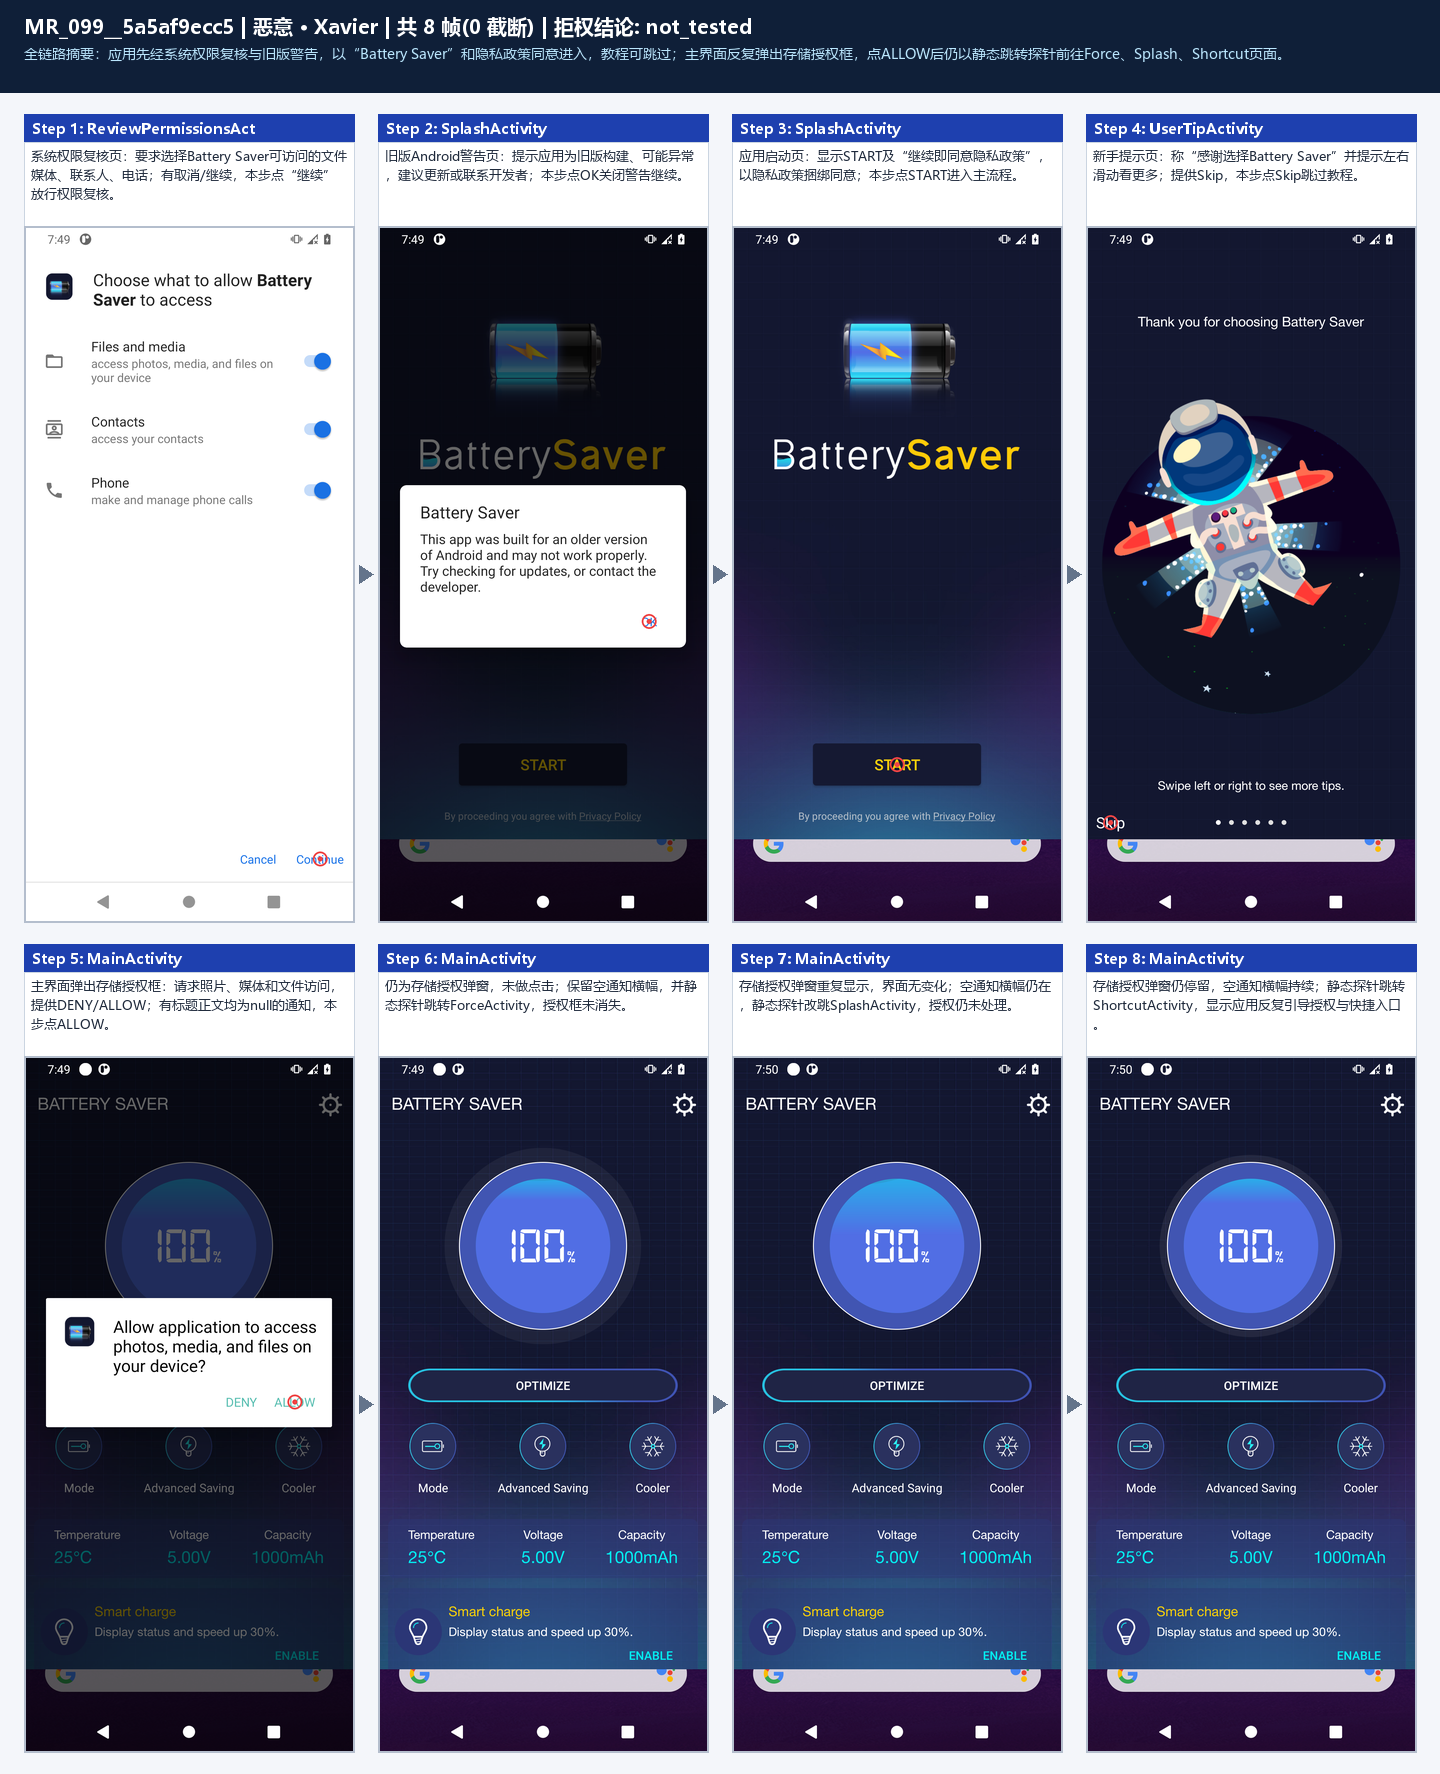 MR_099__5a5af9ecc5 | 恶意 • Xavier | 共 8 帧(0 截断) | 拒权结论: not_tested
全链路摘要：应用先经系统权限复核与旧版警告，以“Battery Saver”和隐私政策同意进入，教程可跳过；主界面反复弹出存储授权框，点ALLOW后仍以静态跳转探针前往Force、Splash、Shortcut页面。
Step 1: ReviewPermissionsAct
系统权限复核页：要求选择Battery Saver可访问的文件
媒体、联系人、电话；有取消/继续，本步点“继续”
放行权限复核。
7:49
Choose what to allow Battery
Saver to access
Files and media
access photos, media, and files on
your device
Contacts
access your contacts
Phone
make and manage phone calls
Cancel
Continue
Step 2: SplashActivity
旧版Android警告页：提示应用为旧版构建、可能异常
，建议更新或联系开发者；本步点OK关闭警告继续。
7:49
BatterySaver
Battery Saver
This app was built for an older version
of Android and may not work properly.
Try checking for updates, or contact the
developer.
START
By proceeding you agree with Privacy Policy
Step 3: SplashActivity
应用启动页：显示START及“继续即同意隐私政策”，
以隐私政策捆绑同意；本步点START进入主流程。
7:49
BatterySaver
START
By proceeding you agree with Privacy Policy
Step 4: UserTipActivity
新手提示页：称“感谢选择Battery Saver”并提示左右
滑动看更多；提供Skip，本步点Skip跳过教程。
7:49
Thank you for choosing Battery Saver
Swipe left or right to see more tips.
Skip
Step 5: MainActivity
主界面弹出存储授权框：请求照片、媒体和文件访问，
提供DENY/ALLOW；有标题正文均为null的通知，本
步点ALLOW。
7:49
BATTERY SAVER
100%
Allow application to access
photos, media, and files on
your device?
DENY
ALLOW
Mode
Advanced Saving
Cooler
Temperature
Voltage
Capacity
25°C
5.00V
1000mAh
Smart charge
Display status and speed up 30%.
ENABLE
Step 6: MainActivity
仍为存储授权弹窗，未做点击；保留空通知横幅，并静
态探针跳转ForceActivity，授权框未消失。
7:49
BATTERY SAVER
100%
OPTIMIZE
Mode
Advanced Saving
Cooler
Temperature
Voltage
Capacity
25°C
5.00V
1000mAh
Smart charge
Display status and speed up 30%.
ENABLE
Step 7: MainActivity
存储授权弹窗重复显示，界面无变化；空通知横幅仍在
，静态探针改跳SplashActivity，授权仍未处理。
7:50
BATTERY SAVER
100%
OPTIMIZE
Mode
Advanced Saving
Cooler
Temperature
Voltage
Capacity
25°C
5.00V
1000mAh
Smart charge
Display status and speed up 30%.
ENABLE
Step 8: MainActivity
存储授权弹窗仍停留，空通知横幅持续；静态探针跳转
ShortcutActivity，显示应用反复引导授权与快捷入口
。
7:50
BATTERY SAVER
100%
OPTIMIZE
Mode
Advanced Saving
Cooler
Temperature
Voltage
Capacity
25°C
5.00V
1000mAh
Smart charge
Display status and speed up 30%.
ENABLE